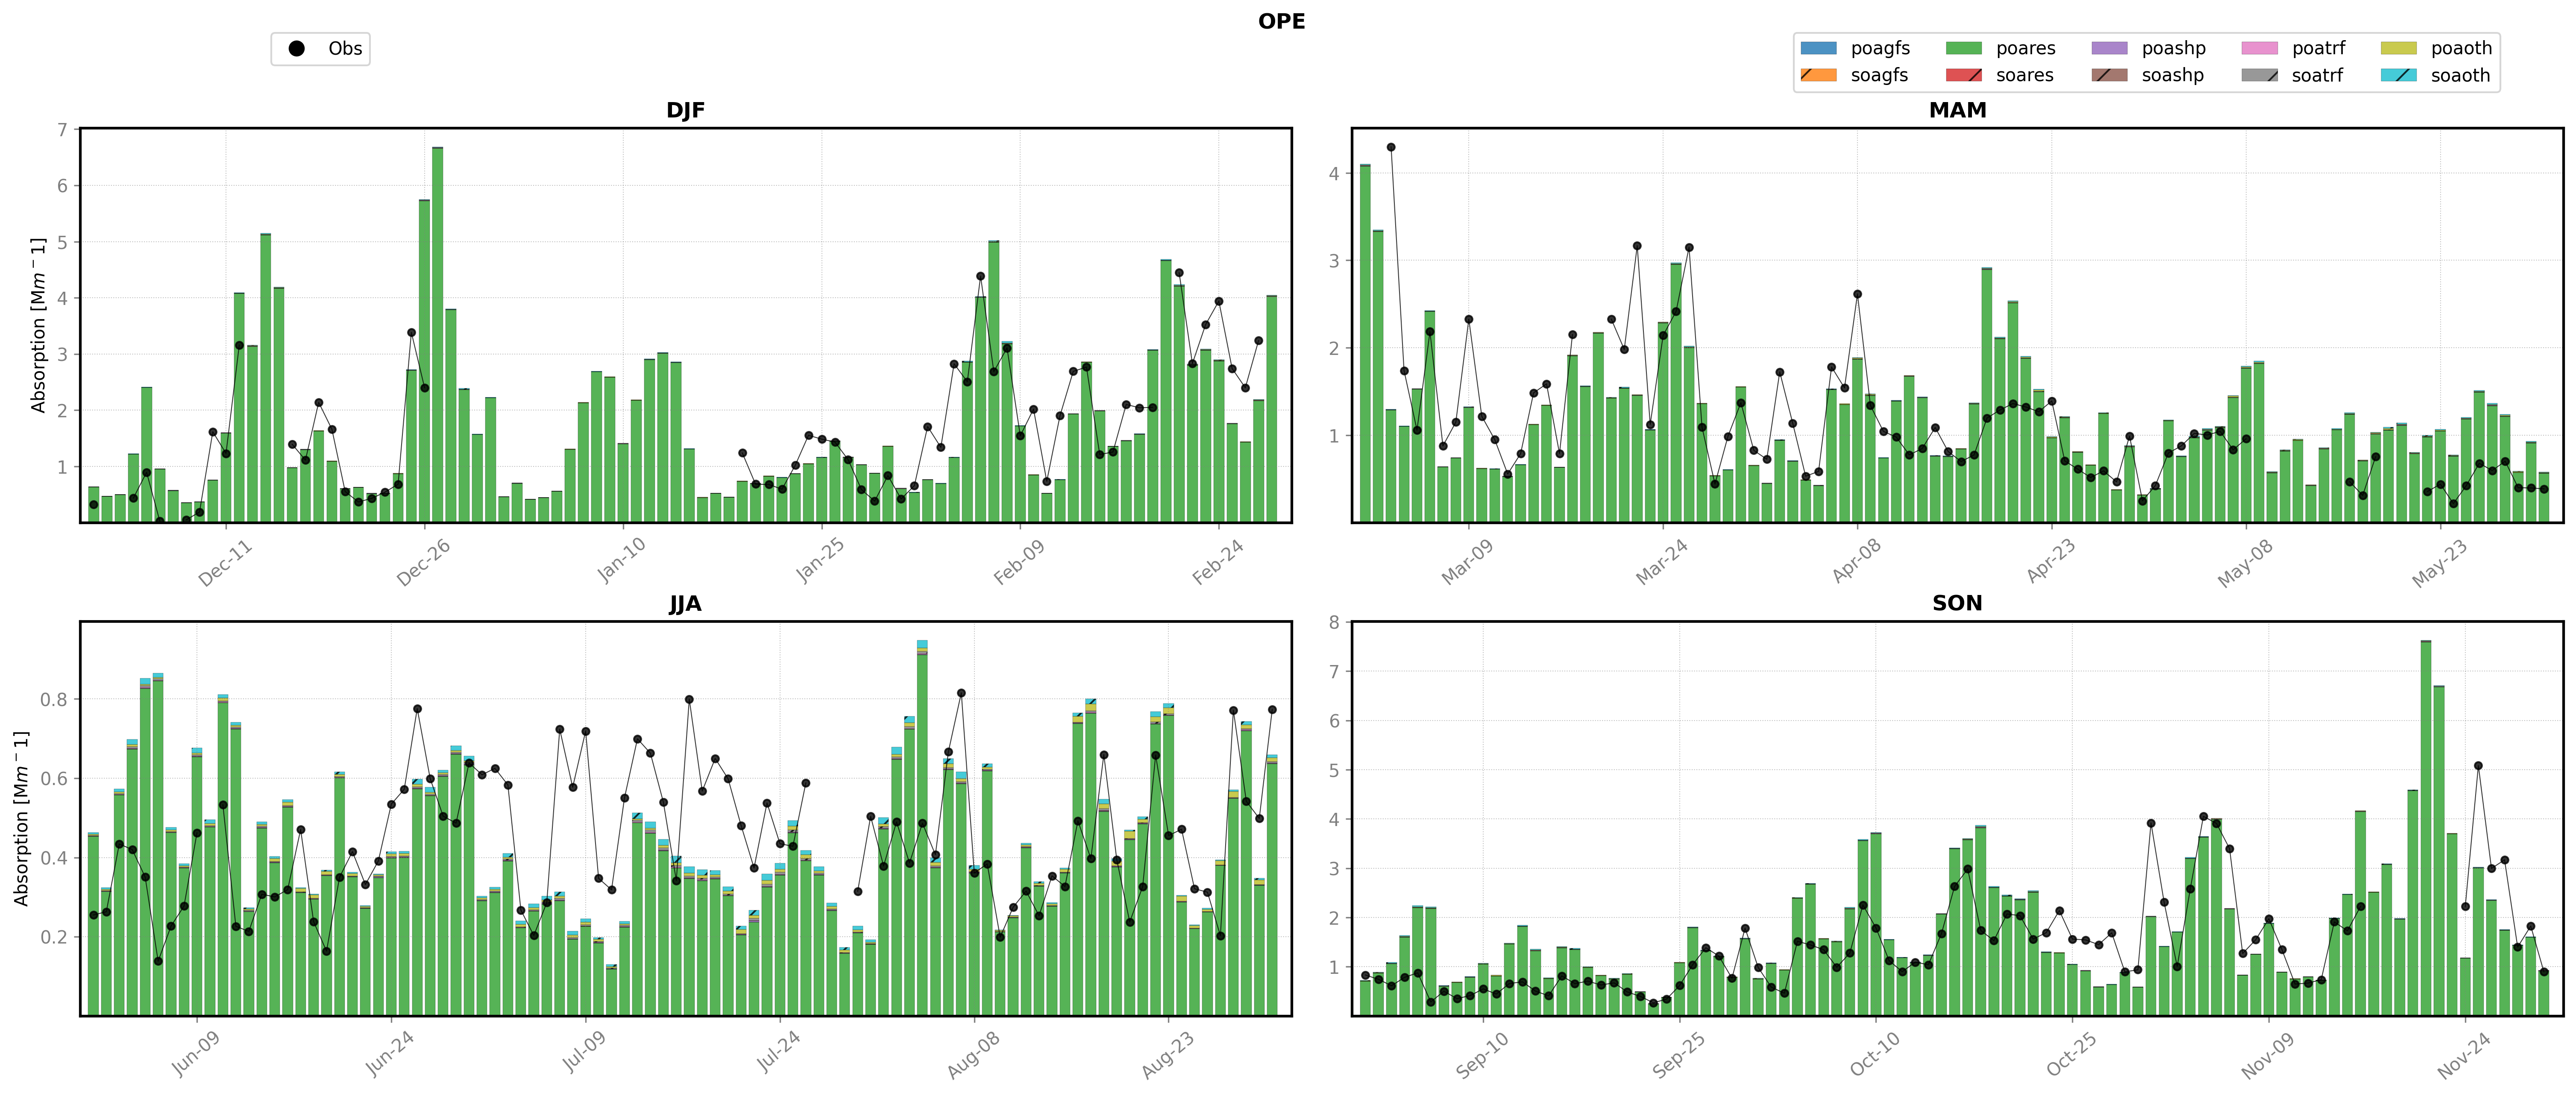 OPE
Obs
poagfs poares poashp poatrf poaoth
soagfs soares soashp soatrf soaoth
DJF
MAM
Absorption [Mm⁻1]
7
6
5
4
3
2
1
Dec-11 Dec-26 Jan-10 Jan-25 Feb-09 Feb-24
4
3
2
1
Mar-09 Mar-24 Apr-08 Apr-23 May-08 May-23
JJA
SON
Absorption [Mm⁻1]
0.8
0.6
0.4
0.2
Jun-09 Jun-24 Jul-09 Jul-24 Aug-08 Aug-23
8
7
6
5
4
3
2
1
Sep-10 Sep-25 Oct-10 Oct-25 Nov-09 Nov-24